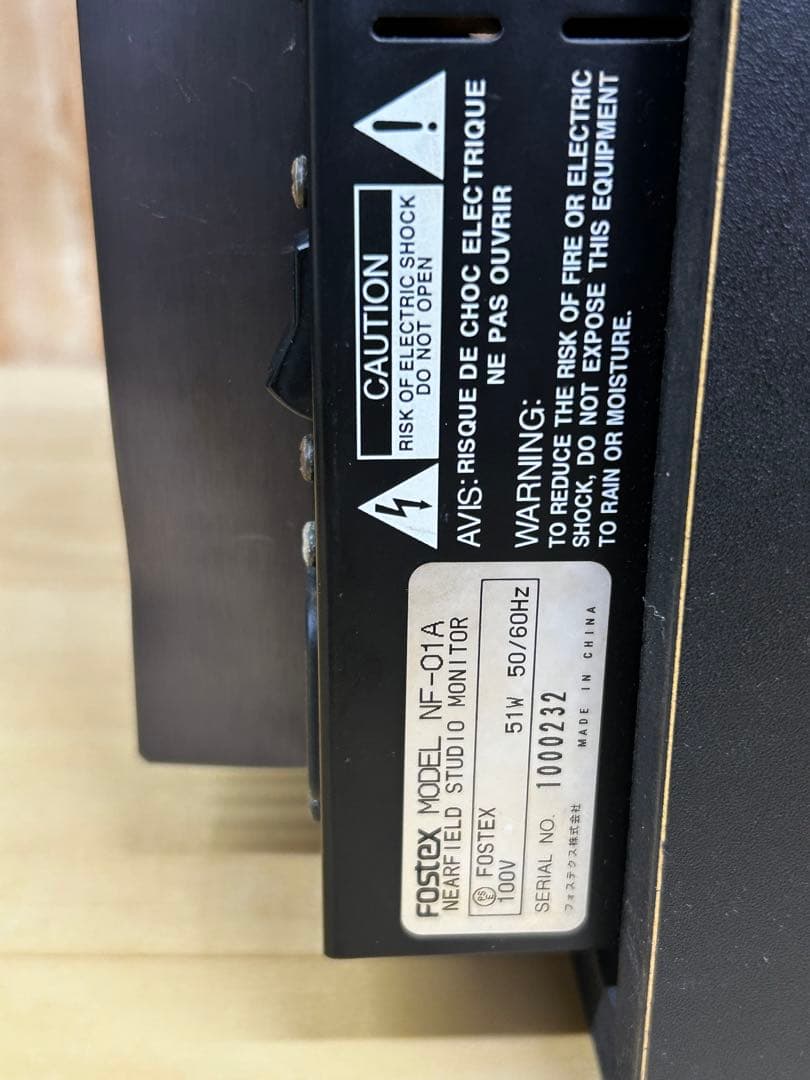 CAUTION
RISK OF ELECTRIC SHOCK
DO NOT OPEN
AVIS: RISQUE DE CHOC ELECTRIQUE
NE PAS OUVRIR
WARNING:
TO REDUCE THE RISK OF FIRE OR ELECTRIC
SHOCK, DO NOT EXPOSE THIS EQUIPMENT
TO RAIN OR MOISTURE.
Fostex MODEL NF-01A
NEARFIELD STUDIO MONITOR
PS E FOSTEX
100V 51W 50/60Hz
SERIAL NO. 1000232
フォステクス株式会社 MADE IN CHINA